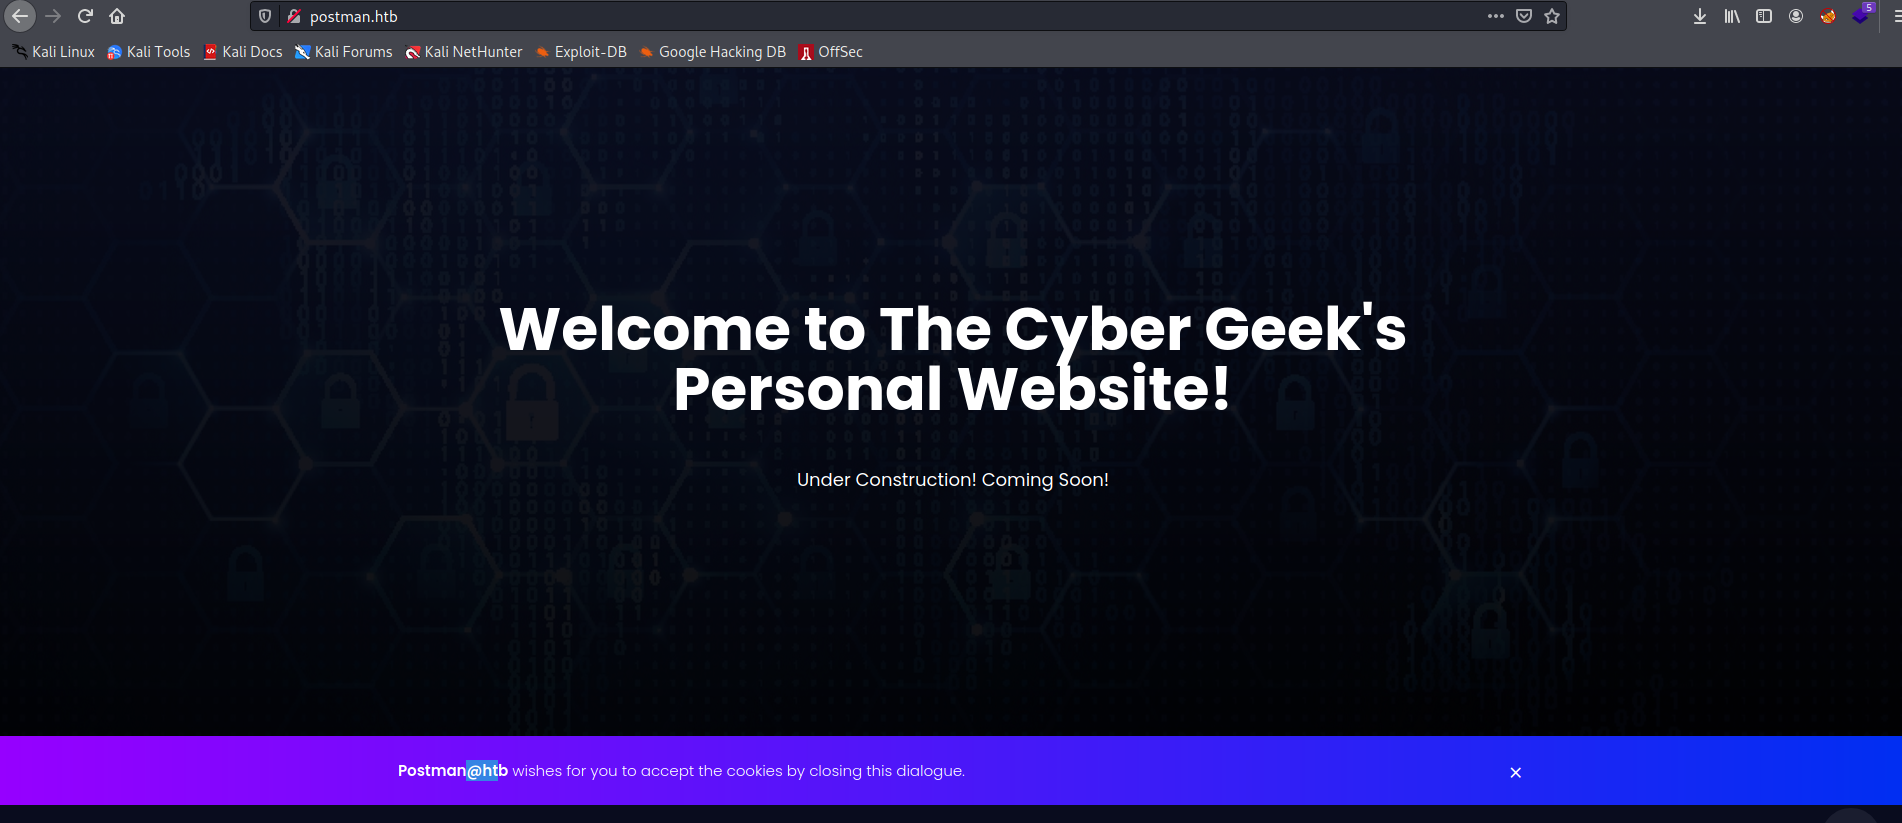 postman.htb
5
Kali Linux Kali Tools Kali Docs Kali Forums Kali NetHunter Exploit-DB Google Hacking DB OffSec
Welcome to The Cyber Geek's
Personal Website!
Under Construction! Coming Soon!
Postman@htb wishes for you to accept the cookies by closing this dialogue.